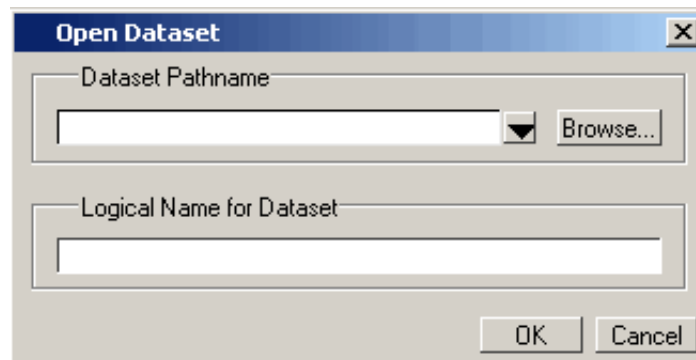 Open Dataset
Dataset Pathname
Browse...
Logical Name for Dataset
OK Cancel